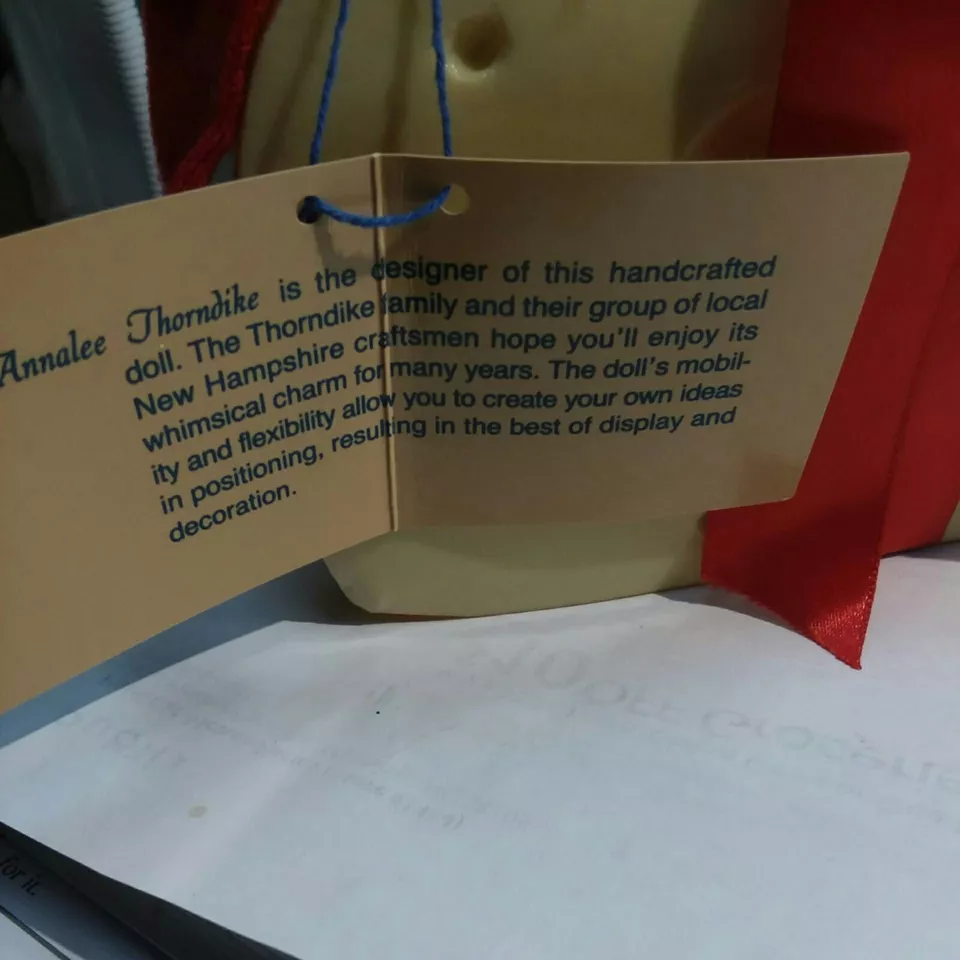 Annalee Thorndike is the designer of this handcrafted
doll. The Thorndike family and their group of local
New Hampshire craftsmen hope you'll enjoy its
whimsical charm for many years. The doll's mobil-
ity and flexibility allow you to create your own ideas
in positioning, resulting in the best of display and
decoration.
for it.